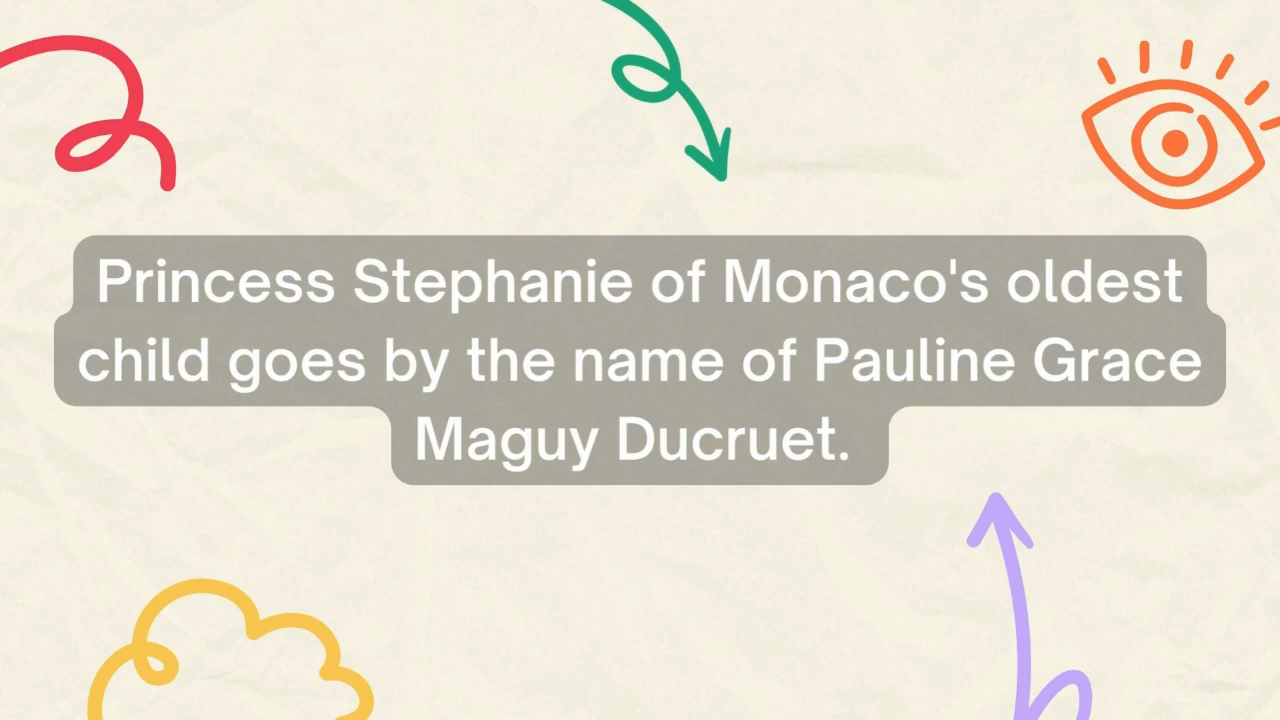 Princess Stephanie of Monaco's oldest
child goes by the name of Pauline Grace
Maguy Ducruet.